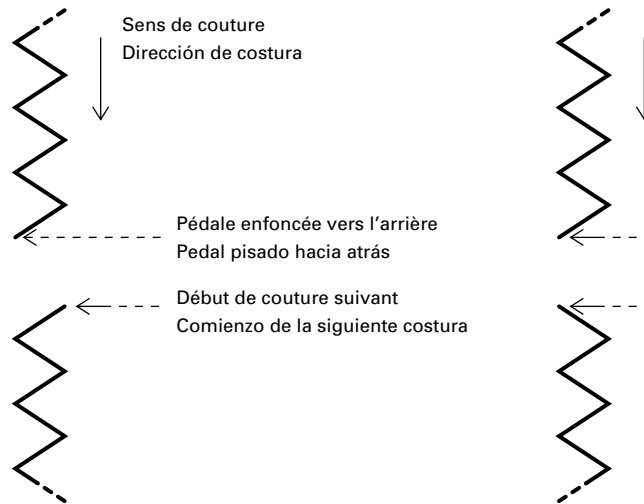 Sens de couture
Dirección de costura
Pédale enfoncée vers l’arrière
Pedal pisado hacia atrás
Début de couture suivant
Comienzo de la siguiente costura